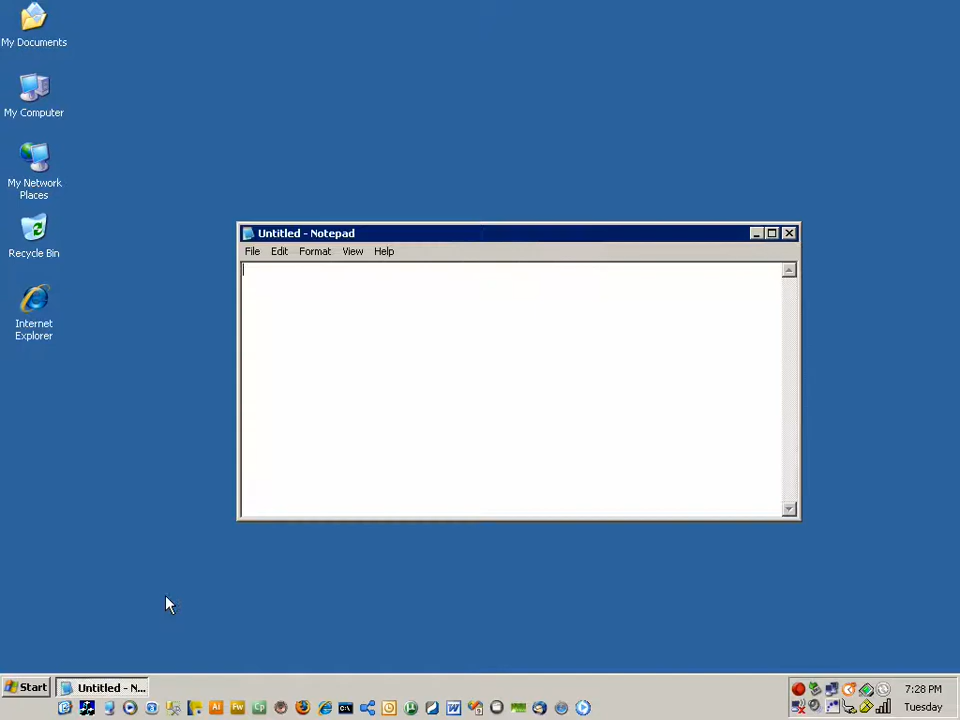 My Documents
My Computer
My Network
Places
Recycle Bin
Internet
Explorer
Untitled - Notepad
File Edit Format View Help
Start
Untitled - N...
7:28 PM
Tuesday